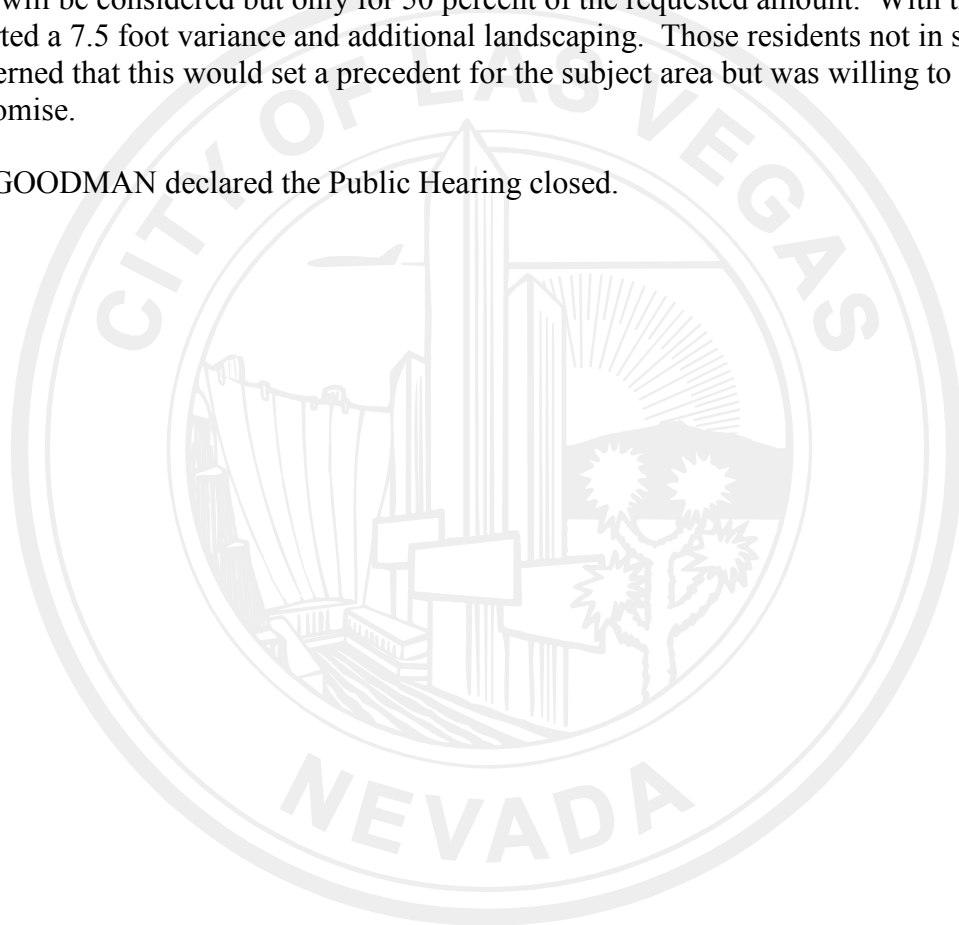 will be considered but only for 50 percent of the requested amount. With t
rted a 7.5 foot variance and additional landscaping. Those residents not in s
erned that this would set a precedent for the subject area but was willing to
omise.
GOODMAN declared the Public Hearing closed.
CITY OF LAS VEGAS
NEVADA